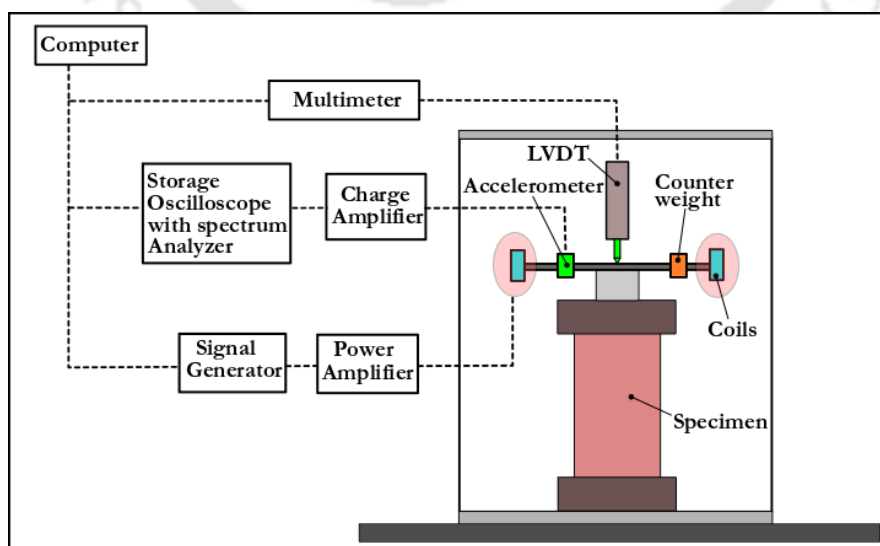 Computer
Multimeter
LVDT
Accelerometer
Counter
weight
Storage
Oscilloscope
with spectrum
Analyzer
Charge
Amplifier
Coils
Signal
Generator
Power
Amplifier
Specimen